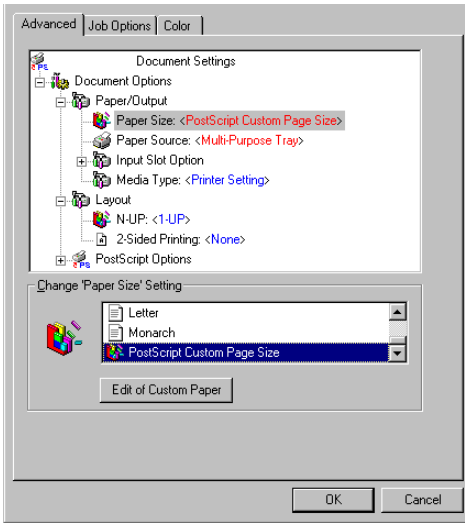 Advanced Job Options Color
Document Settings
Document Options
Paper/Output
Paper Size: <PostScript Custom Page Size>
Paper Source: <Multi-Purpose Tray>
Input Slot Option
Media Type: <Printer Setting>
Layout
N-UP: <1-UP>
2-Sided Printing: <None>
PostScript Options
Change 'Paper Size' Setting
Letter
Monarch
PostScript Custom Page Size
Edit of Custom Paper
OK Cancel